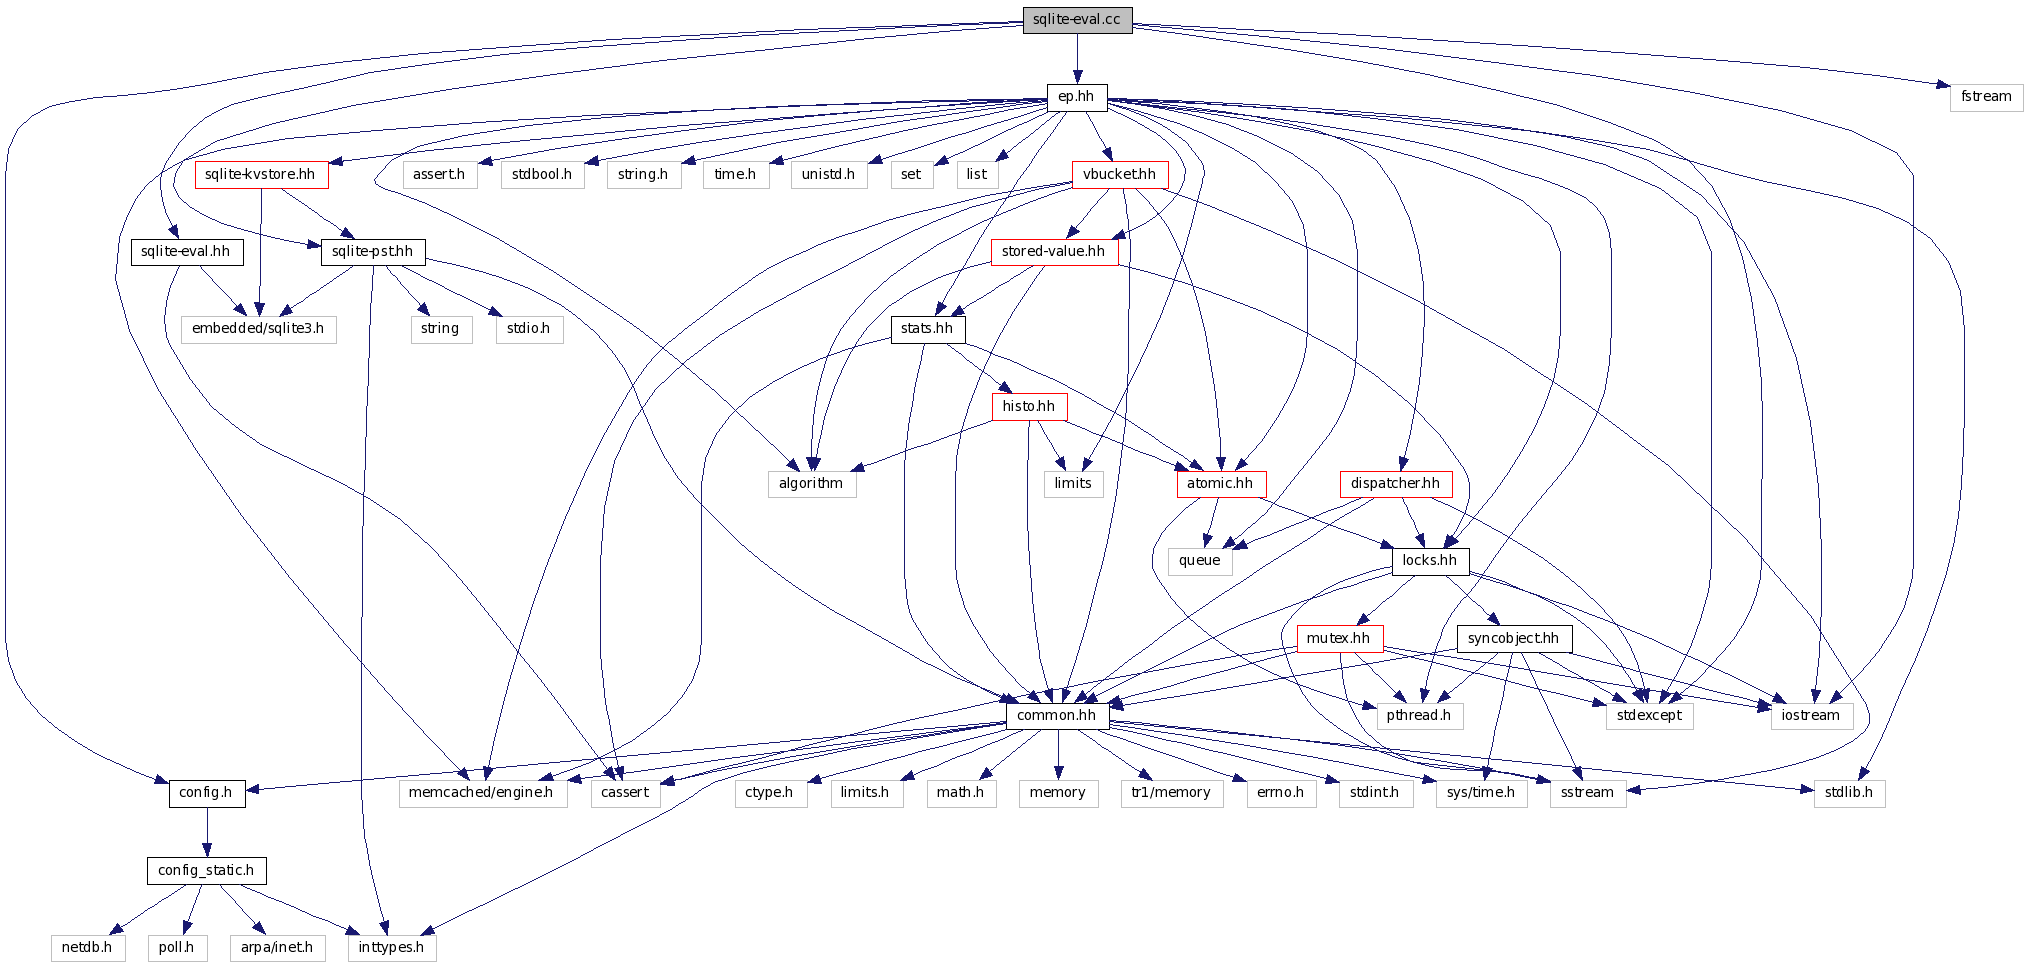 sqlite-eval.cc
ep.hh
fstream
sqlite-kvstore.hh
assert.h
stdbool.h
string.h
time.h
unistd.h
set
list
vbucket.hh
sqlite-eval.hh
sqlite-pst.hh
stored-value.hh
embedded/sqlite3.h
string
stdio.h
stats.hh
histo.hh
algorithm
limits
atomic.hh
dispatcher.hh
queue
locks.hh
mutex.hh
syncobject.hh
common.hh
pthread.h
stdexcept
iostream
config.h
memcached/engine.h
cassert
ctype.h
limits.h
math.h
memory
tr1/memory
errno.h
stdint.h
sys/time.h
sstream
stdlib.h
config_static.h
netdb.h
poll.h
arpa/inet.h
inttypes.h